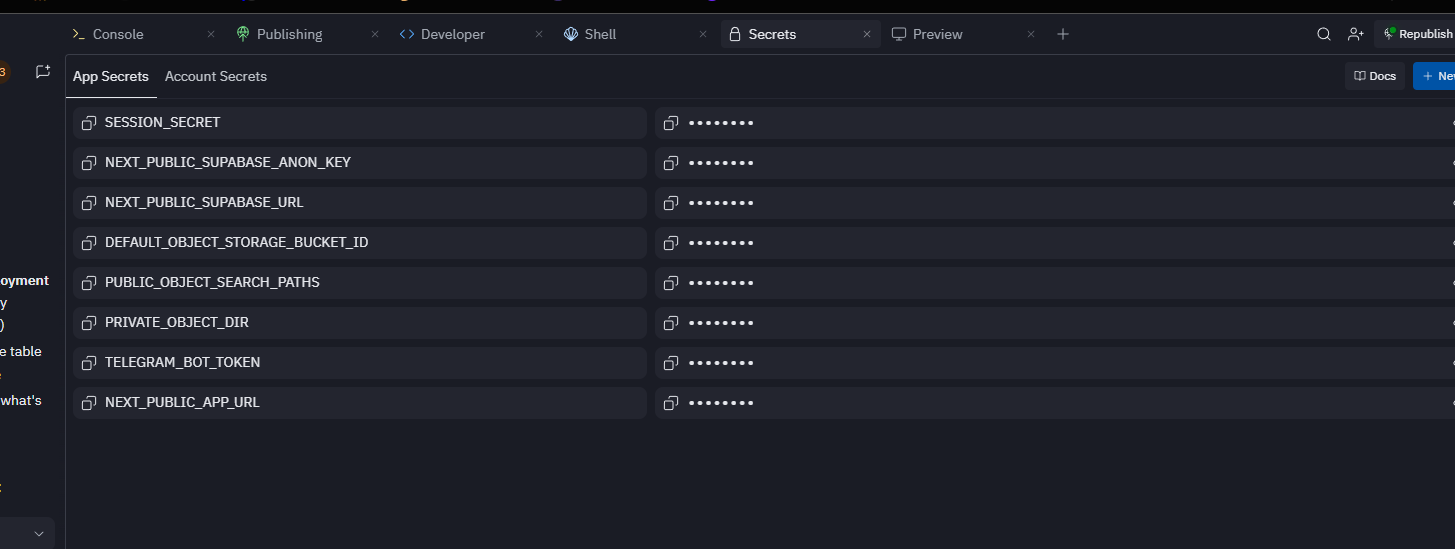 Console Publishing Developer Shell Secrets Preview Republish
3 App Secrets Account Secrets Docs
SESSION_SECRET ••••••••
NEXT_PUBLIC_SUPABASE_ANON_KEY ••••••••
NEXT_PUBLIC_SUPABASE_URL ••••••••
DEFAULT_OBJECT_STORAGE_BUCKET_ID ••••••••
oyment PUBLIC_OBJECT_SEARCH_PATHS ••••••••
y
) PRIVATE_OBJECT_DIR ••••••••
e table
TELEGRAM_BOT_TOKEN ••••••••
what's NEXT_PUBLIC_APP_URL ••••••••